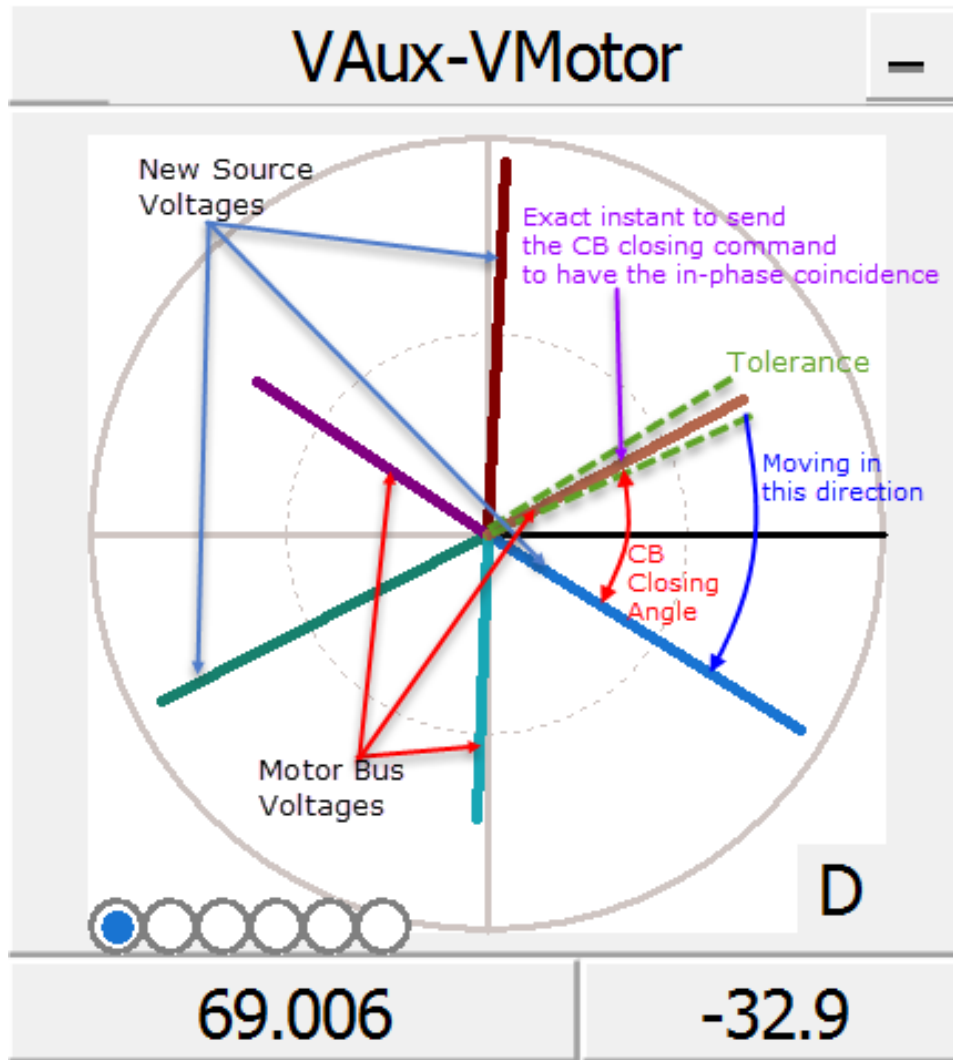 VAux-VMotor
New Source
Voltages
Exact instant to send
the CB closing command
to have the in-phase coincidence
Tolerance
Moving in
this direction
CB
Closing
Angle
Motor Bus
Voltages
D
69.006
-32.9